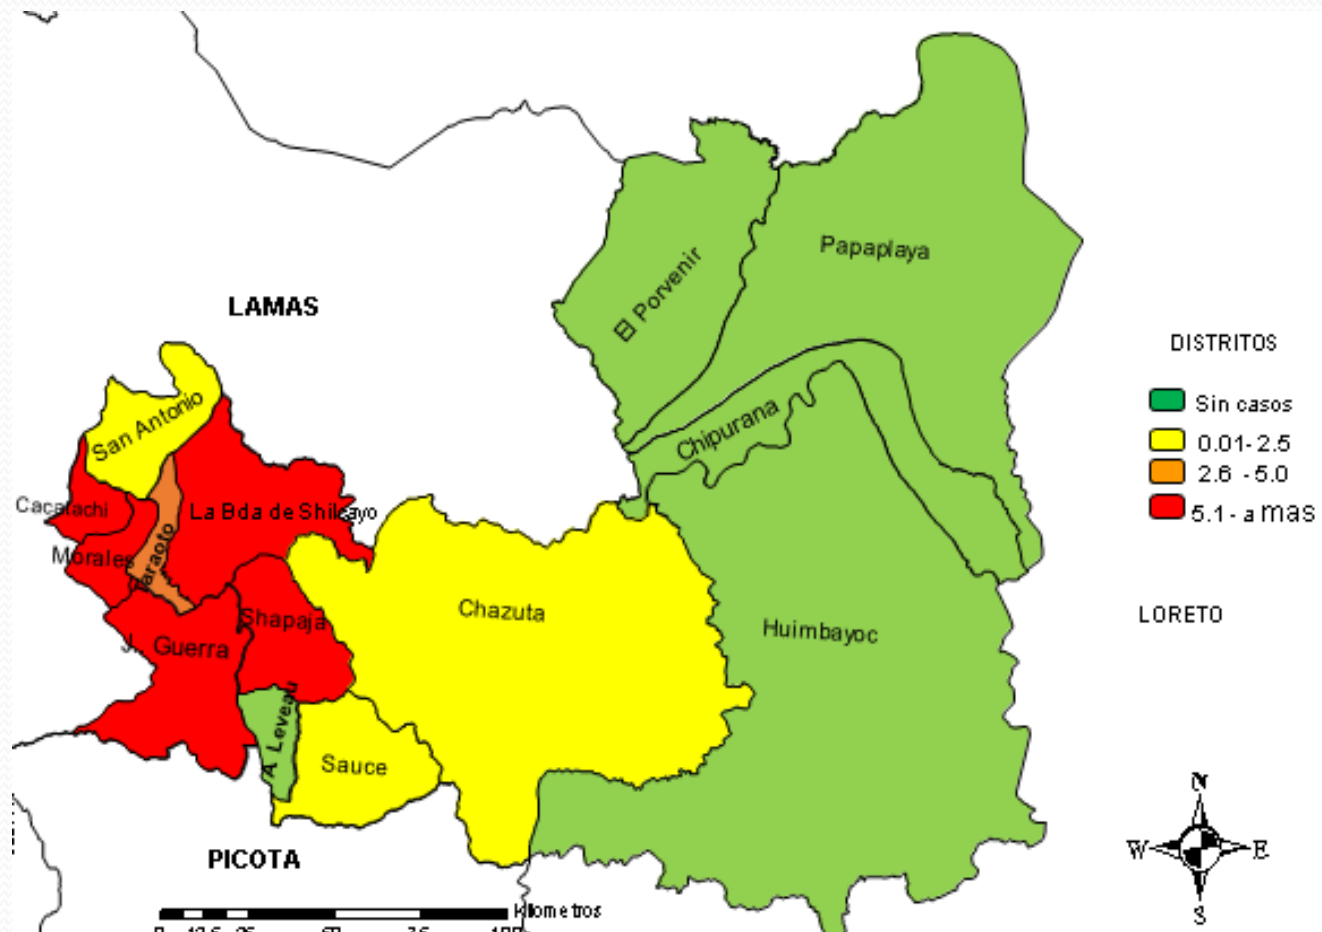 LAMAS
Papaplaya
El Porvenir
San Antonio
Chipurana
Cacatachi
La Bda de Shilcayo
Morales
Chazuta
Shapaja
J. Guerra
Huimbayoc
A Leveau
Sauce
PICOTA
DISTRITOS
Sin casos
0.01- 2.5
2.6 - 5.0
5.1- a mas
LORETO
N
W E
S
kilometros